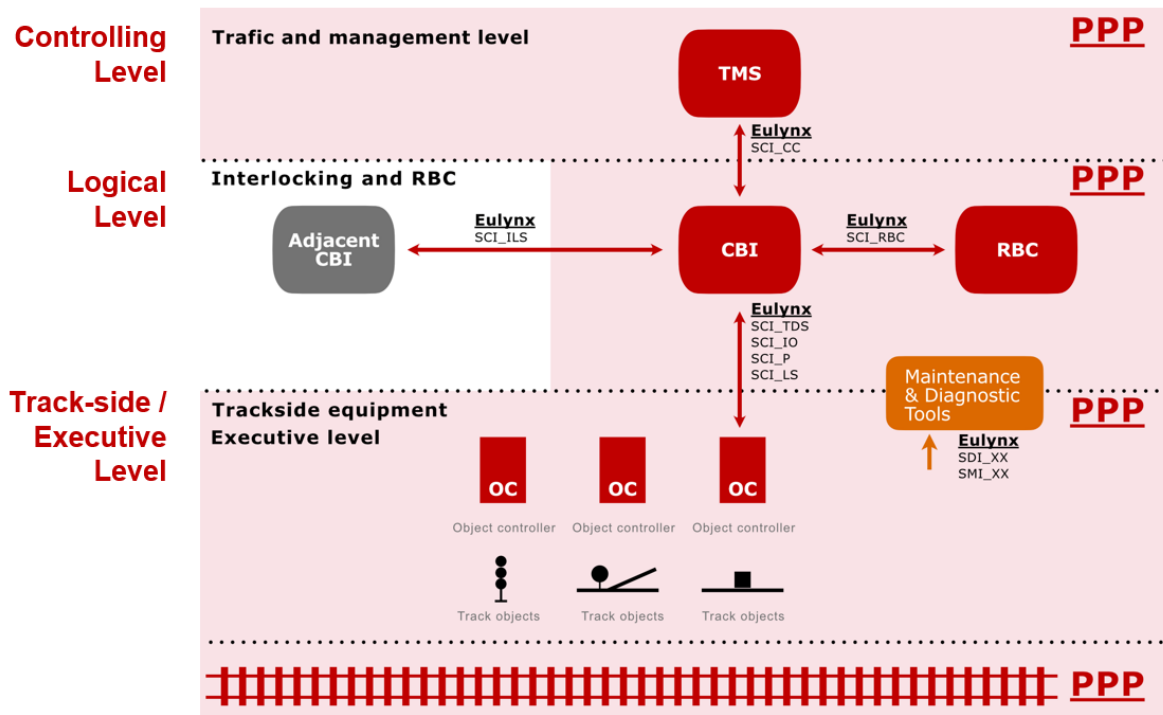 Controlling
Level
Trafic and management level
PPP
TMS
Eulynx
SCI_CC
Logical
Level
Interlocking and RBC
PPP
Adjacent
CBI
Eulynx
SCI_ILS
CBI
Eulynx
SCI_RBC
RBC
Eulynx
SCI_TDS
SCI_IO
SCI_P
SCI_LS
Maintenance
& Diagnostic
Tools
Track-side /
Executive
Level
Trackside equipment
Executive level
PPP
Eulynx
SDI_XX
SMI_XX
OC
OC
OC
Object controller
Object controller
Object controller
Track objects
Track objects
Track objects
PPP